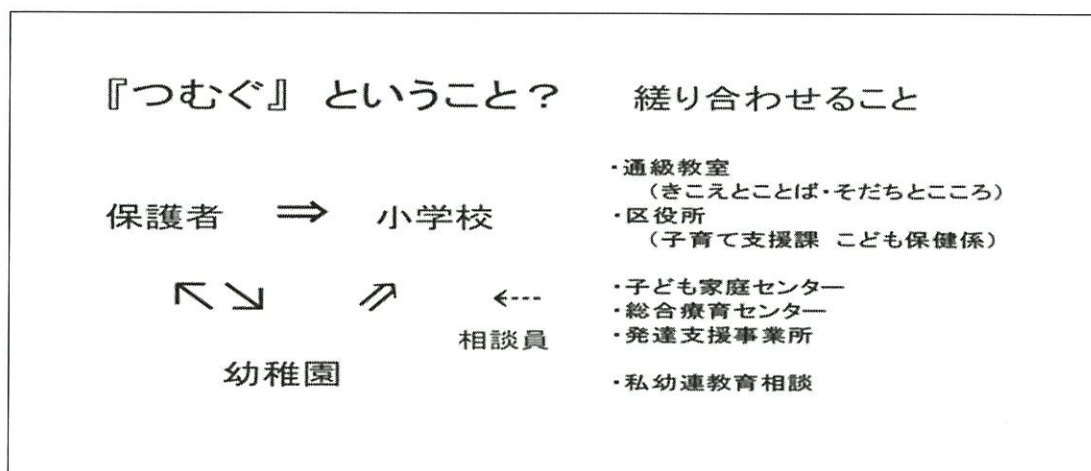 『つむぐ』 ということ？ 縒り合わせること
保護者 ⇒ 小学校
幼稚園
相談員
・通級教室
（きこえとことば・そだちとこころ）
・区役所
（子育て支援課 こども保健係）
・子ども家庭センター
・総合療育センター
・発達支援事業所
・私幼連教育相談